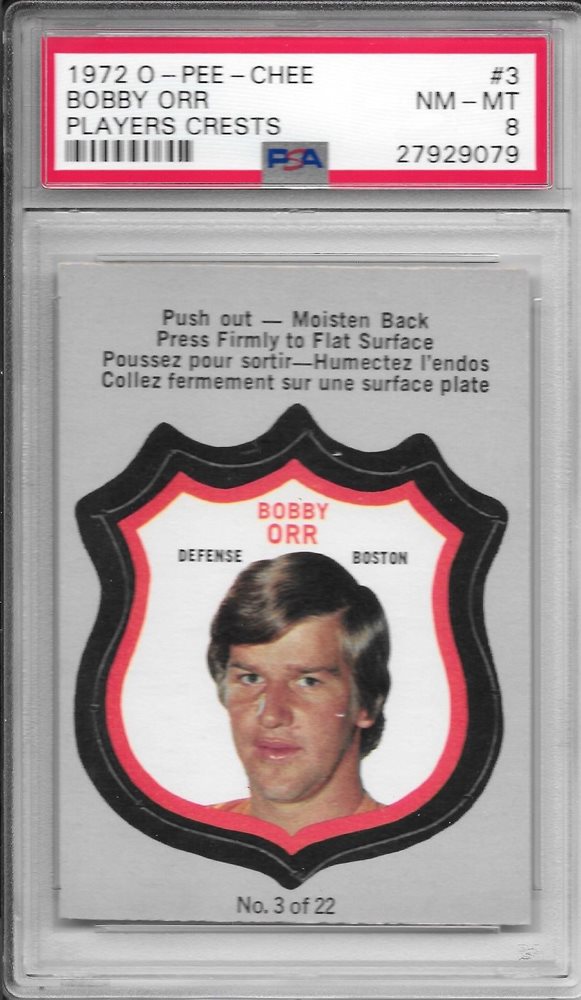 1972 O-PEE-CHEE #3
BOBBY ORR NM-MT
PLAYERS CRESTS 8
PSA 27929079
Push out — Moisten Back
Press Firmly to Flat Surface
Poussez pour sortir—Humectez l'endos
Collez fermement sur une surface plate
BOBBY
ORR
DEFENSE BOSTON
No. 3 of 22